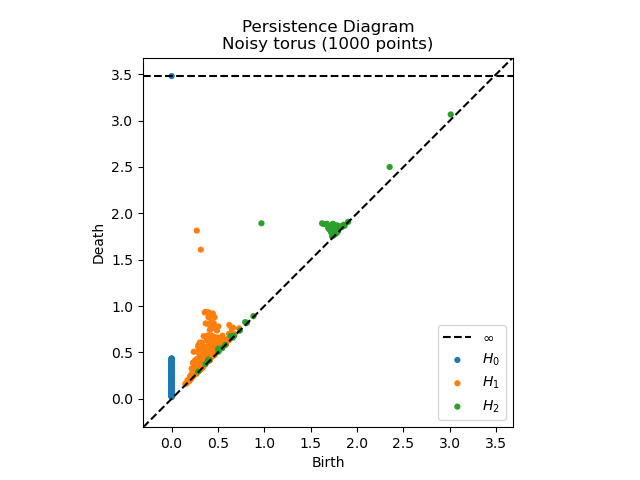 Persistence Diagram
Noisy torus (1000 points)
3.5
3.0
2.5
2.0
1.5
1.0
0.5
0.0
Death
∞
H₀
H₁
H₂
0.0 0.5 1.0 1.5 2.0 2.5 3.0 3.5
Birth